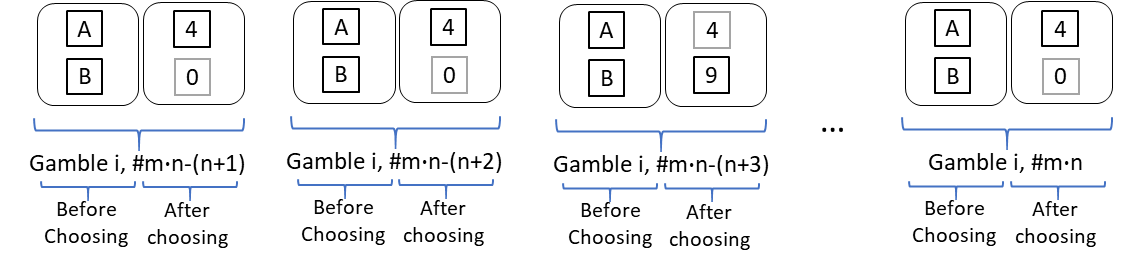 A 4 A 4 A 4 A 4
B 0 B 0 B 9 B 0
...
Gamble i, #m·n-(n+1) Gamble i, #m·n-(n+2) Gamble i, #m·n-(n+3) Gamble i, #m·n
Before After Before After Before After Before After
Choosing choosing Choosing choosing Choosing choosing Choosing choosing